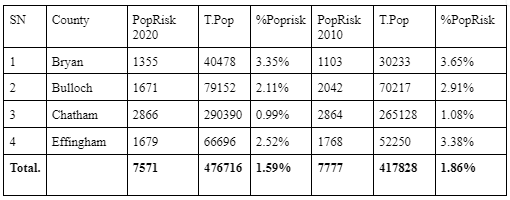 SN County PopRisk 2020 T.Pop %Poprisk PopRisk 2010 T.Pop %PopRisk
1 Bryan 1355 40478 3.35% 1103 30233 3.65%
2 Bulloch 1671 79152 2.11% 2042 70217 2.91%
3 Chatham 2866 290390 0.99% 2864 265128 1.08%
4 Effingham 1679 66696 2.52% 1768 52250 3.38%
Total. 7571 476716 1.59% 7777 417828 1.86%